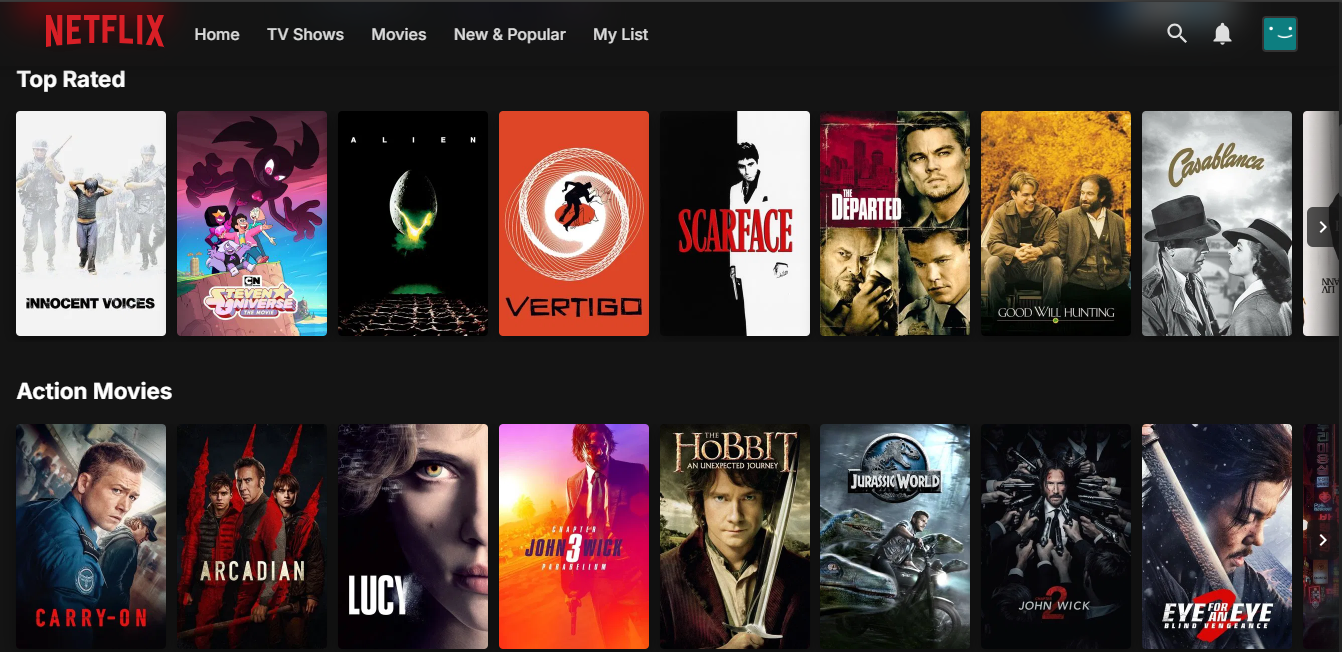 NETFLIX
Home
TV Shows
Movies
New & Popular
My List
Top Rated
iNNOCENT VOiCES
CN
STEVEN
UNIVERSE
THE MOVIE
ALIEN
VERTIGO
SCARFACE
THE
DEPARTED
GOOD WILL HUNTING
Casablanca
Action Movies
CARRY-ON
ARCADIAN
LUCY
CHAPTER
JOHN 3 WICK
PARABELLUM
THE
HOBBIT
AN UNEXPECTED JOURNEY
JURASSIC WORLD
JOHN WICK
2
EYE FOR AN EYE
2
BLIND VENGEANCE